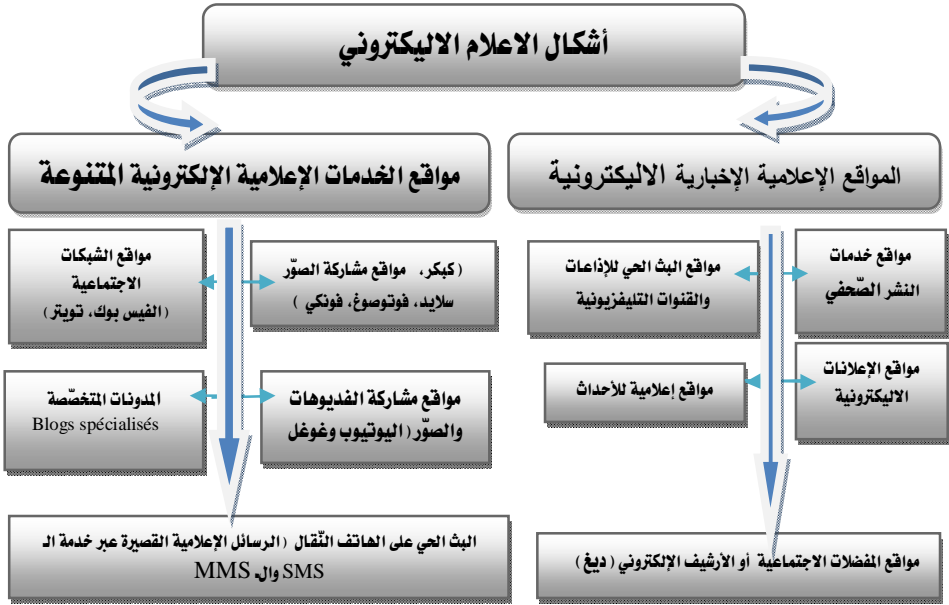 أشكال الاعلام الاليكتروني
المواقع الإعلامية الإخبارية الاليكترونية
مواقع الخدمات الإعلامية الإلكترونية المتنوعة
مواقع خدمات
النشر الصّحفي
مواقع البث الحي للإذاعات
والقنوات التليفزيونية
مواقع الإعلانات
الاليكترونية
مواقع إعلامية للأحداث
مواقع المفضلات الاجتماعية أو الأرشيف الإلكتروني ( ديغ )
(كبكر، مواقع مشاركة الصوّر
سلايد، فوتوصوغ، فونكي )
مواقع الشبكات
الاجتماعية
(الفيس بوك، تويتر)
مواقع مشاركة الفديوهات
والصوّر ( اليوتيوب وغوغل
المدونات المتخصّصة
Blogs spécialisés
البث الحي على الهاتف النّقال ( الرسائل الإعلامية القصيرة عبر خدمة الـ
SMS والـ MMS